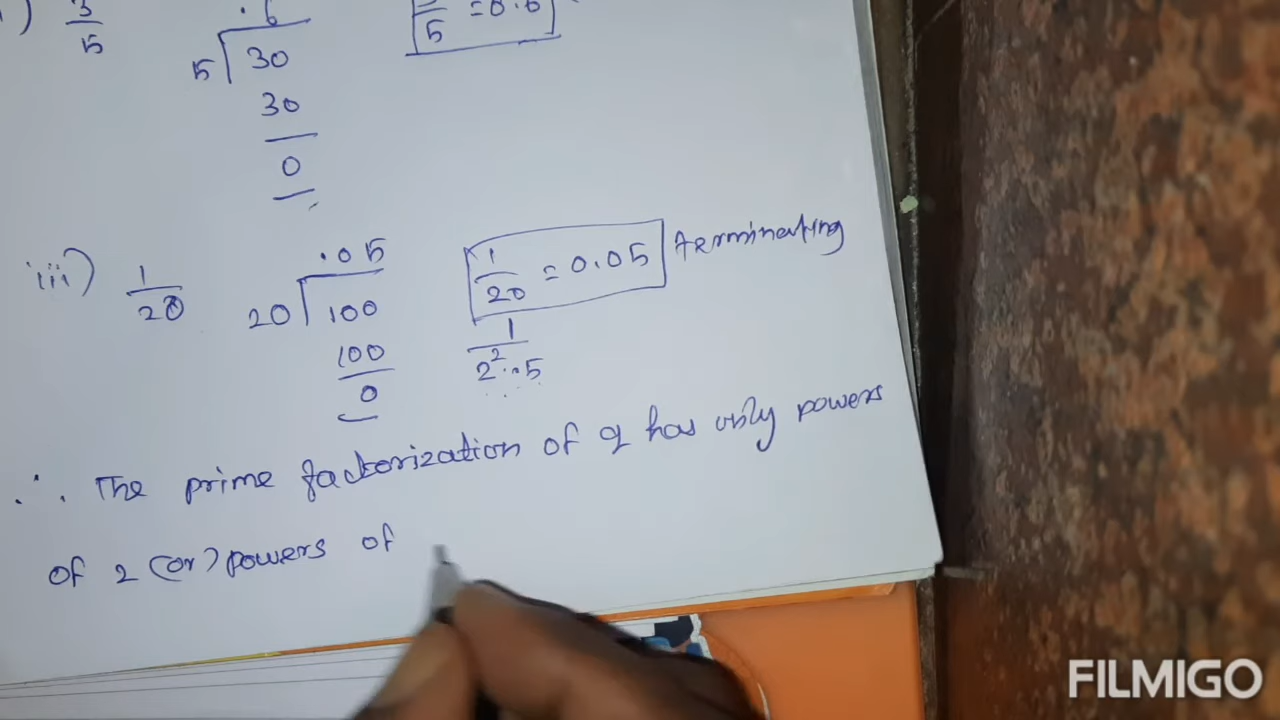 3
5
.6
5 30
30
0
5 = 0.6
iii) 1
20
.05
20 100
100
0
1
20 = 0.05 terminating
1
2² . 5
∴ The prime factorization of q has only powers
of 2 (or) powers of
FILMIGO